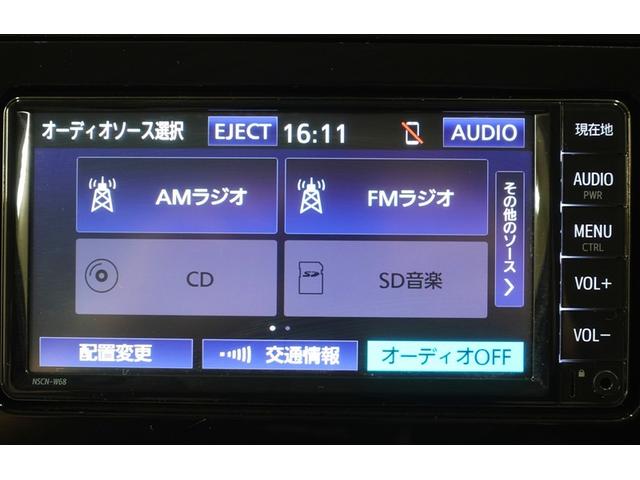 オーディオソース選択 EJECT 16:11 AUDIO
AMラジオ
FMラジオ
CD
SD音楽
SD
その他のソース
配置変更
交通情報
オーディオOFF
現在地
AUDIO
PWR
MENU
CTRL
VOL+
VOL−
NSCN-W68